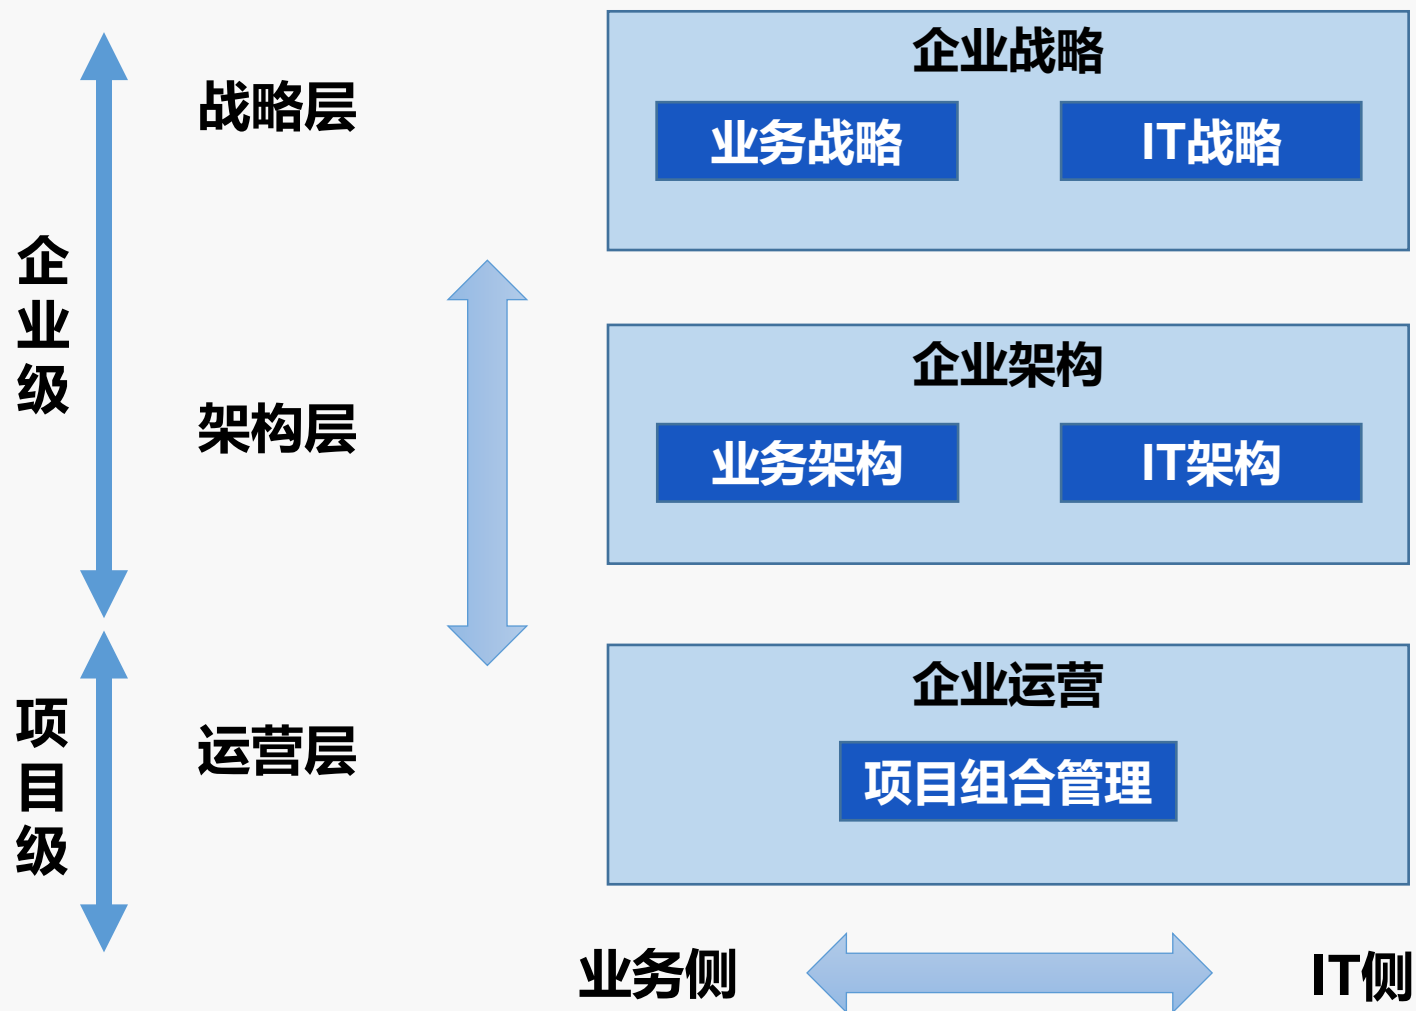 企业级
战略层
企业战略
业务战略
IT战略
架构层
企业架构
业务架构
IT架构
项目级
运营层
企业运营
项目组合管理
业务侧
IT侧